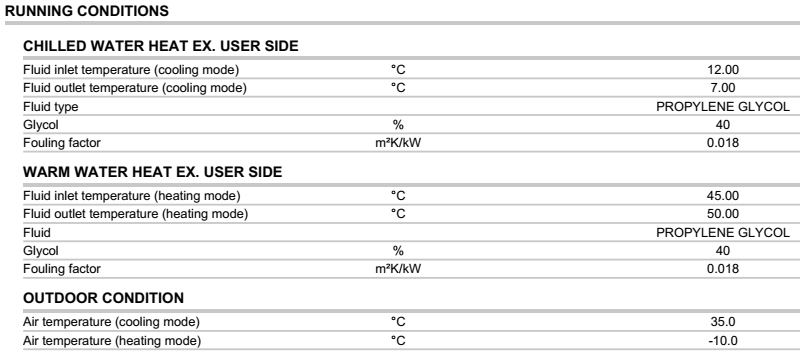 RUNNING CONDITIONS
CHILLED WATER HEAT EX. USER SIDE
Fluid inlet temperature (cooling mode) °C 12.00
Fluid outlet temperature (cooling mode) °C 7.00
Fluid type PROPYLENE GLYCOL
Glycol % 40
Fouling factor m²K/kW 0.018
WARM WATER HEAT EX. USER SIDE
Fluid inlet temperature (heating mode) °C 45.00
Fluid outlet temperature (heating mode) °C 50.00
Fluid PROPYLENE GLYCOL
Glycol % 40
Fouling factor m²K/kW 0.018
OUTDOOR CONDITION
Air temperature (cooling mode) °C 35.0
Air temperature (heating mode) °C -10.0